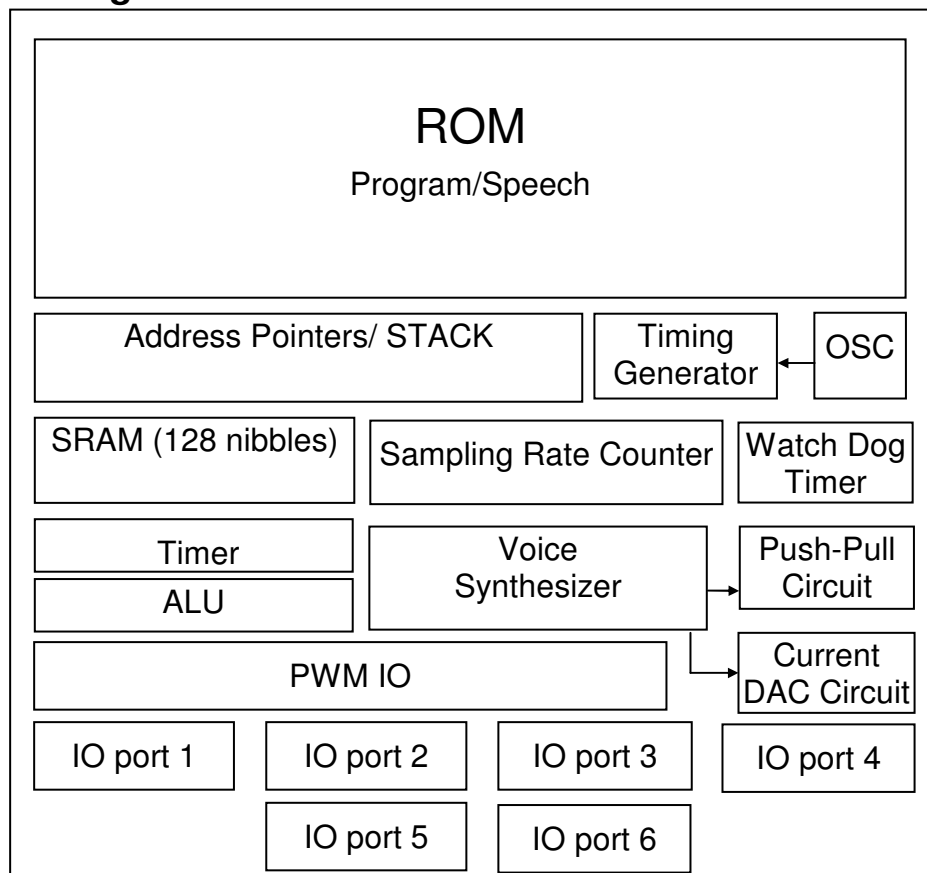 ROM
Program/Speech
Address Pointers/ STACK
Timing
Generator
OSC
SRAM (128 nibbles)
Sampling Rate Counter
Watch Dog
Timer
Timer
Voice
Synthesizer
Push-Pull
Circuit
ALU
PWM IO
Current
DAC Circuit
IO port 1
IO port 2
IO port 3
IO port 4
IO port 5
IO port 6